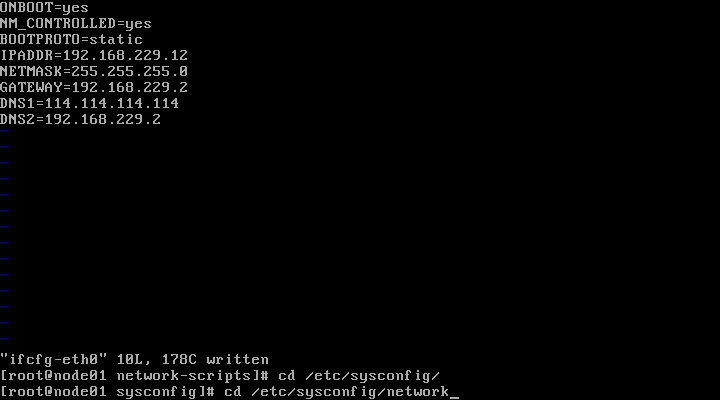 ONBOOT=yes
NM_CONTROLLED=yes
BOOTPROTO=static
IPADDR=192.168.229.12
NETMASK=255.255.255.0
GATEWAY=192.168.229.2
DNS1=114.114.114.114
DNS2=192.168.229.2
~
~
~
~
~
~
~
~
~
~
~
~
~
~
"ifcfg-eth0" 10L, 178C written
[root@node01 network-scripts]# cd /etc/sysconfig/
[root@node01 sysconfig]# cd /etc/sysconfig/network_